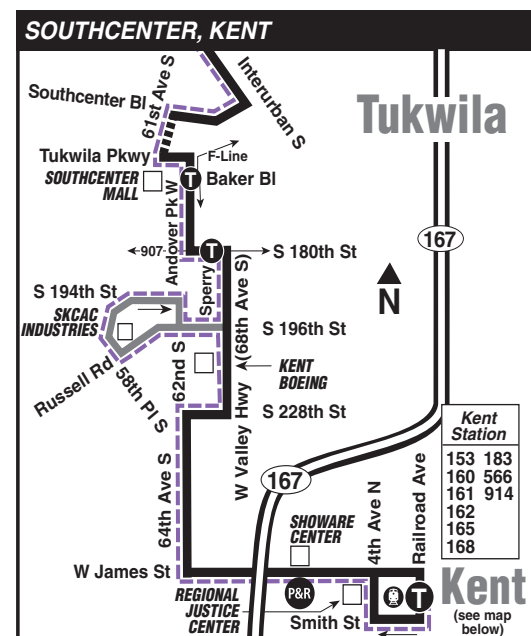 SOUTHCENTER, KENT
Southcenter Bl
61st Ave S
Interurban S
Tukwila
Tukwila Pkwy
F-Line
SOUTHCENTER
MALL
T
Baker Bl
Andover Pk W
167
907
T
S 180th St
Sperry
N
S 194th St
SKCAC
INDUSTRIES
S 196th St
W Valley Hwy (68th Ave S)
Russell Rd
58th Pl S
62nd S
KENT
BOEING
S 228th St
Kent
Station
153 183
160 566
161 914
162
165
168
167
64th Ave S
SHOWARE
CENTER
4th Ave N
Railroad Ave
W James St
REGIONAL
JUSTICE
CENTER
P&R
Smith St
T
Kent
(see map
below)